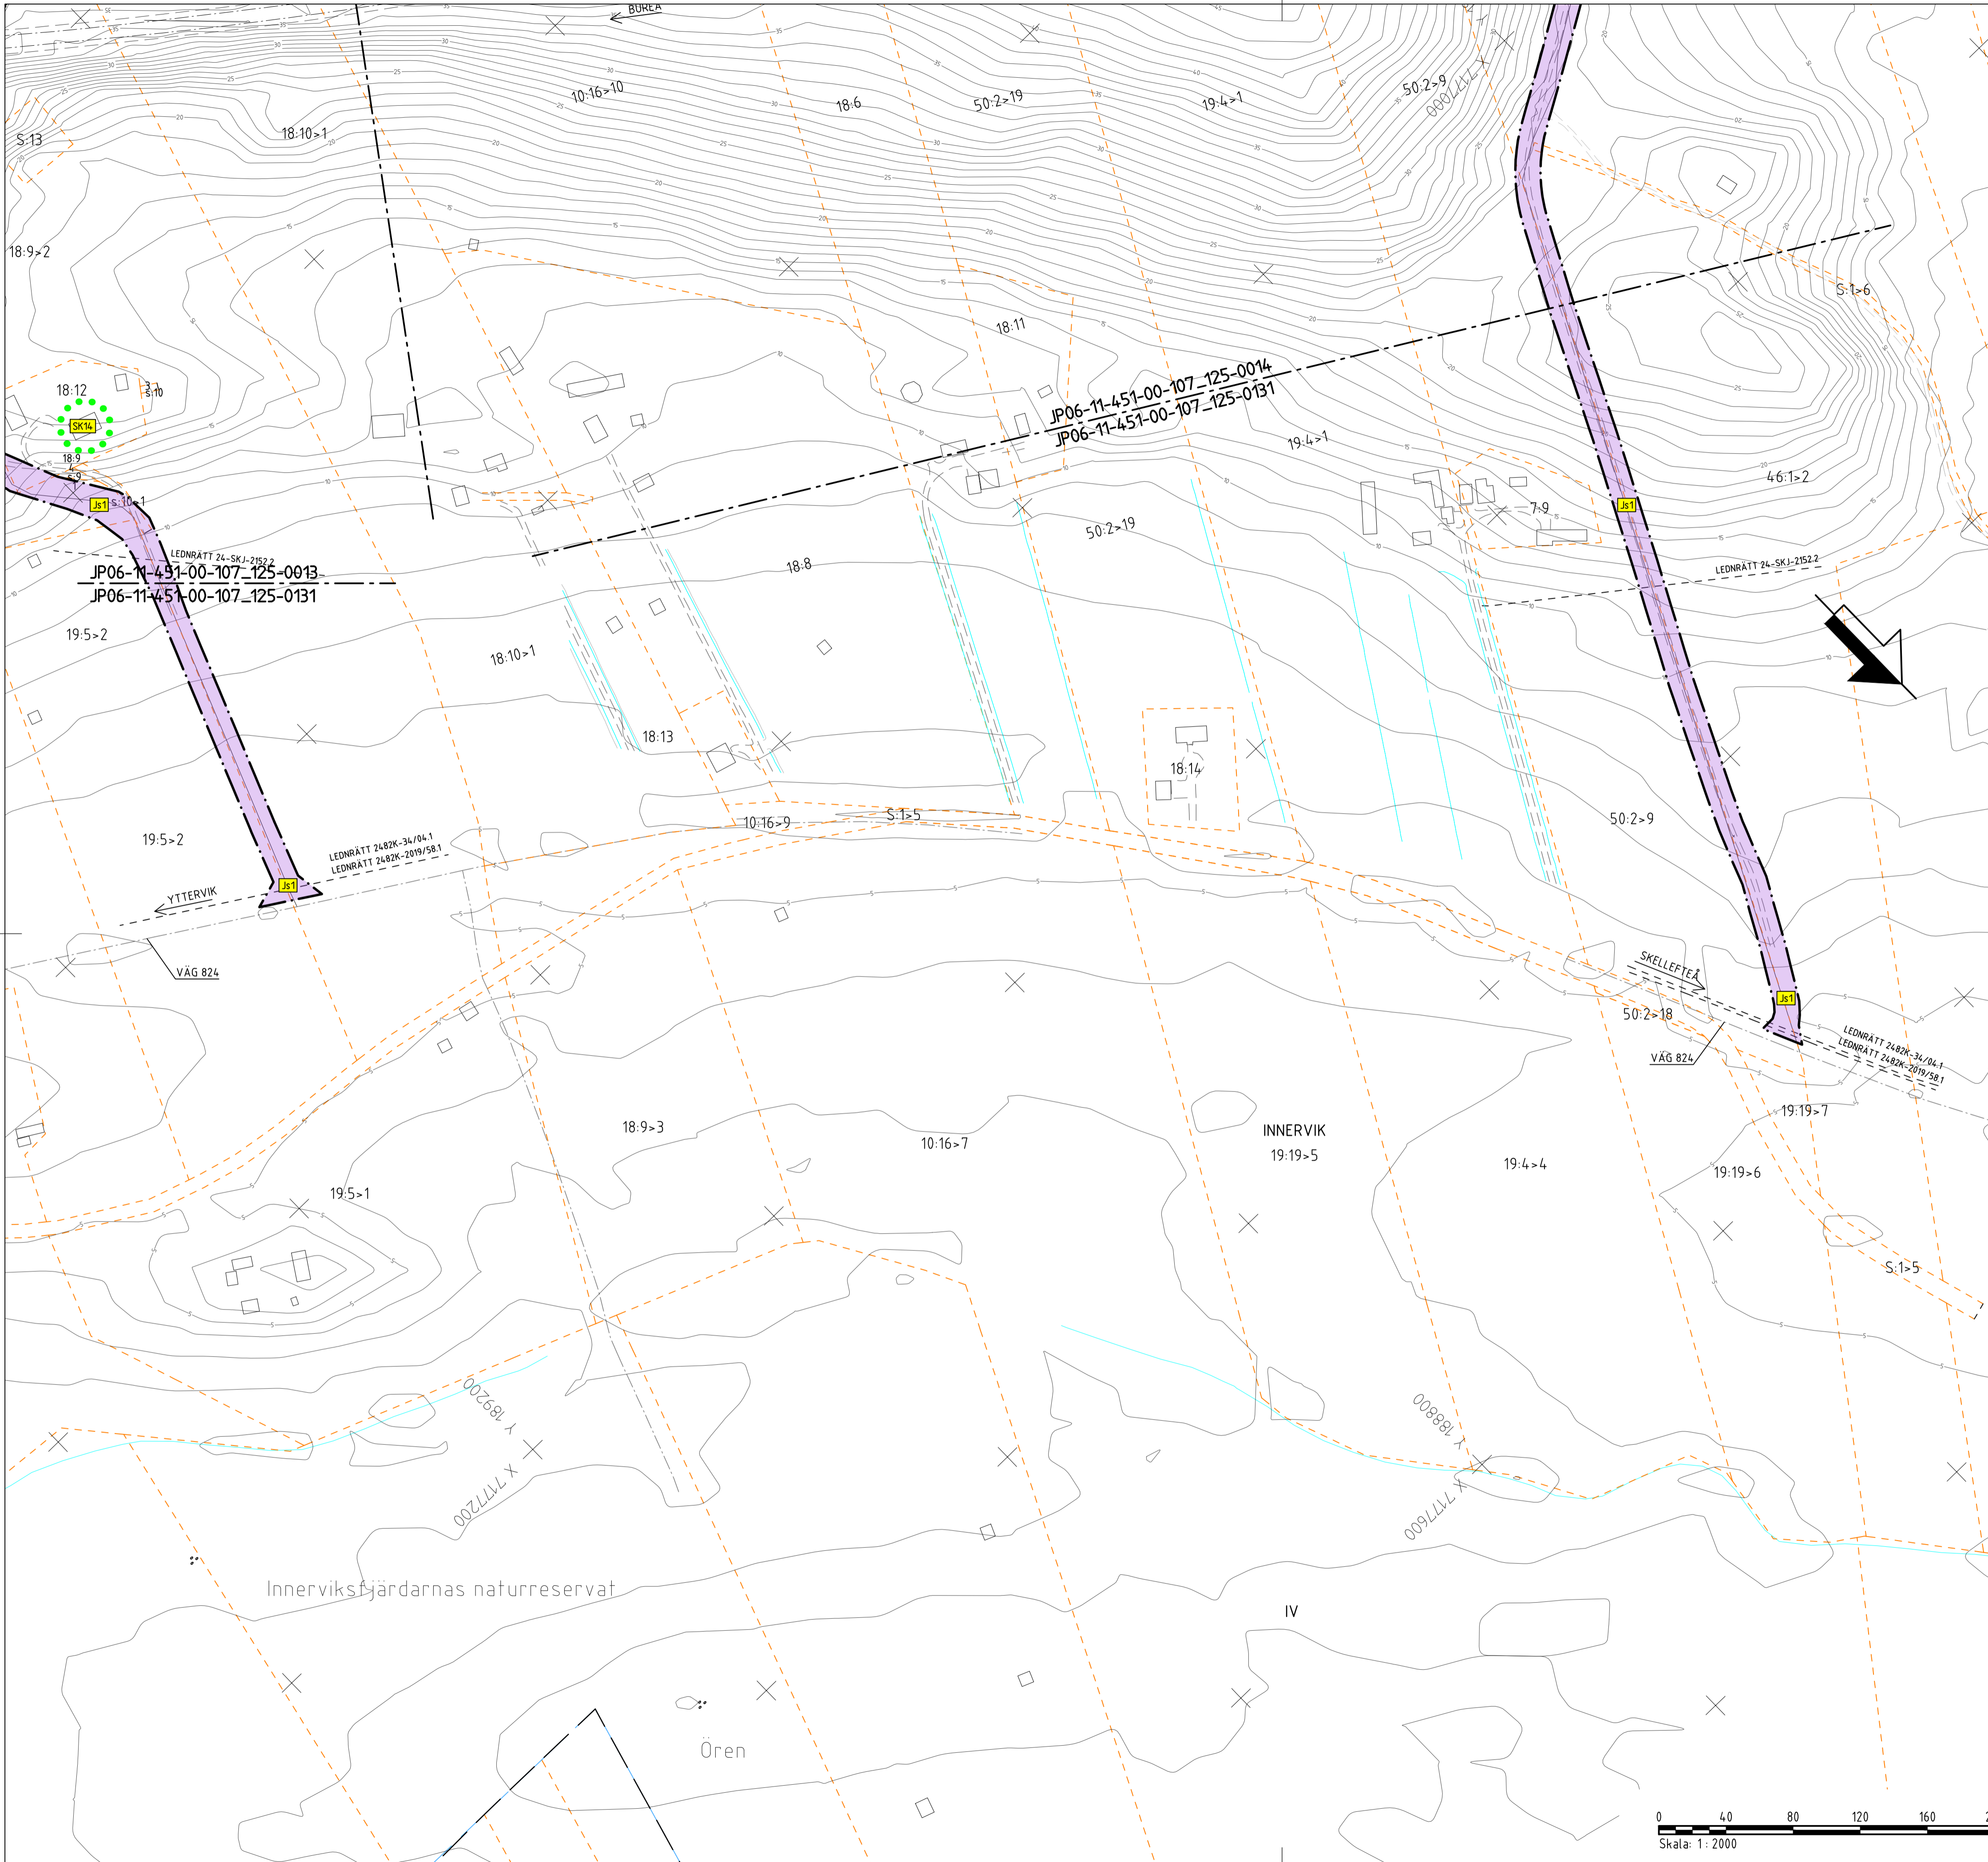 BUREÅ
10:16>10
18:6
50:2>19
19:4>1
50:2>9
X 7177000
S:13
18:10>1
18:9>2
S:1>6
18:11
JP06-11-451-00-107_125-0014
JP06-11-451-00-107_125-0131
19:4>1
18:12
3
s:10
SK14
18:9
4
s:9
Js1
s:10>1
46:1>2
7:9
Js1
50:2>19
LEDNRÄTT 24-SKJ-2152.2
JP06-11-451-00-107_125-0013
JP06-11-451-00-107_125-0131
18:8
LEDNRÄTT 24-SKJ-2152.2
19:5>2
18:10>1
18:13
18:14
10:16>9
S:1>5
50:2>9
19:5>2
LEDNRÄTT 2482K-34/04.1
LEDNRÄTT 2482K-2019/58.1
Js1
YTTERVIK
VÄG 824
SKELLEFTEÅ
Js1
50:2>18
VÄG 824
LEDNRÄTT 2482K-34/04.1
LEDNRÄTT 2482K-2019/58.1
19:19>7
18:9>3
10:16>7
INNERVIK
19:19>5
19:4>4
19:19>6
19:5>1
S:1>5
Y 189200
X 7177200
Y 188800
X 7177600
Innerviksfjärdarnas naturreservat
IV
Ören
0 40 80 120 160
Skala: 1:2000